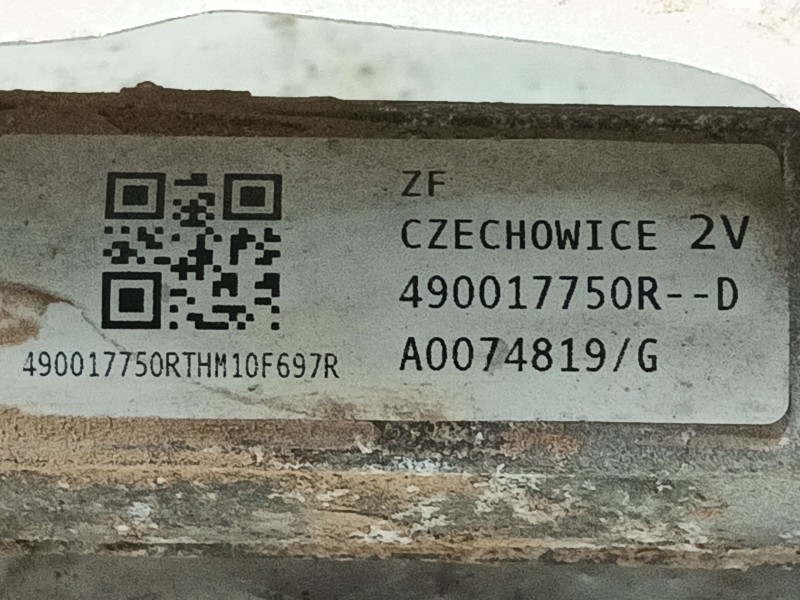 ZF
CZECHOWICE 2V
490017750R--D
A0074819/G
490017750RTHM10F697R